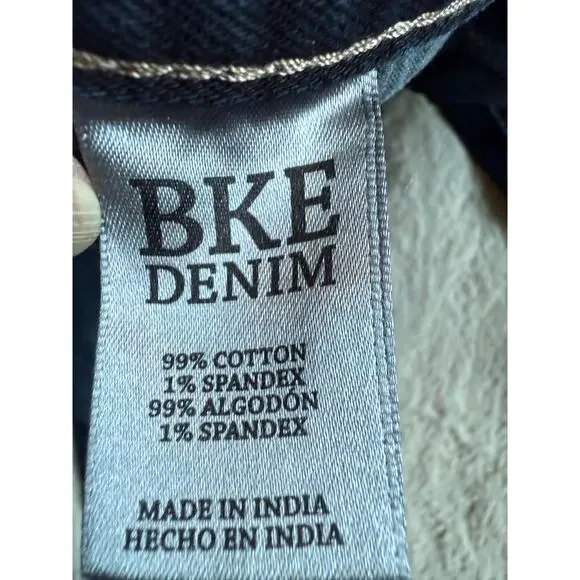 BKE
DENIM
99% COTTON
1% SPANDEX
99% ALGODÓN
1% SPANDEX
MADE IN INDIA
HECHO EN INDIA